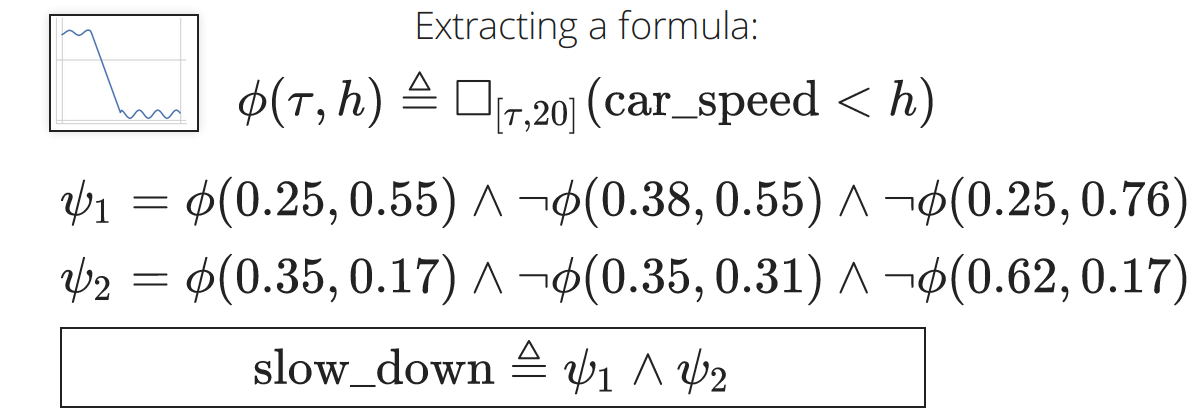 Extracting a formula:
ϕ(τ, h) ≜ □[τ,20](car_speed < h)
ψ₁ = ϕ(0.25, 0.55) ∧ ¬ϕ(0.38, 0.55) ∧ ¬ϕ(0.25, 0.76)
ψ₂ = ϕ(0.35, 0.17) ∧ ¬ϕ(0.35, 0.31) ∧ ¬ϕ(0.62, 0.17)
slow_down ≜ ψ₁ ∧ ψ₂